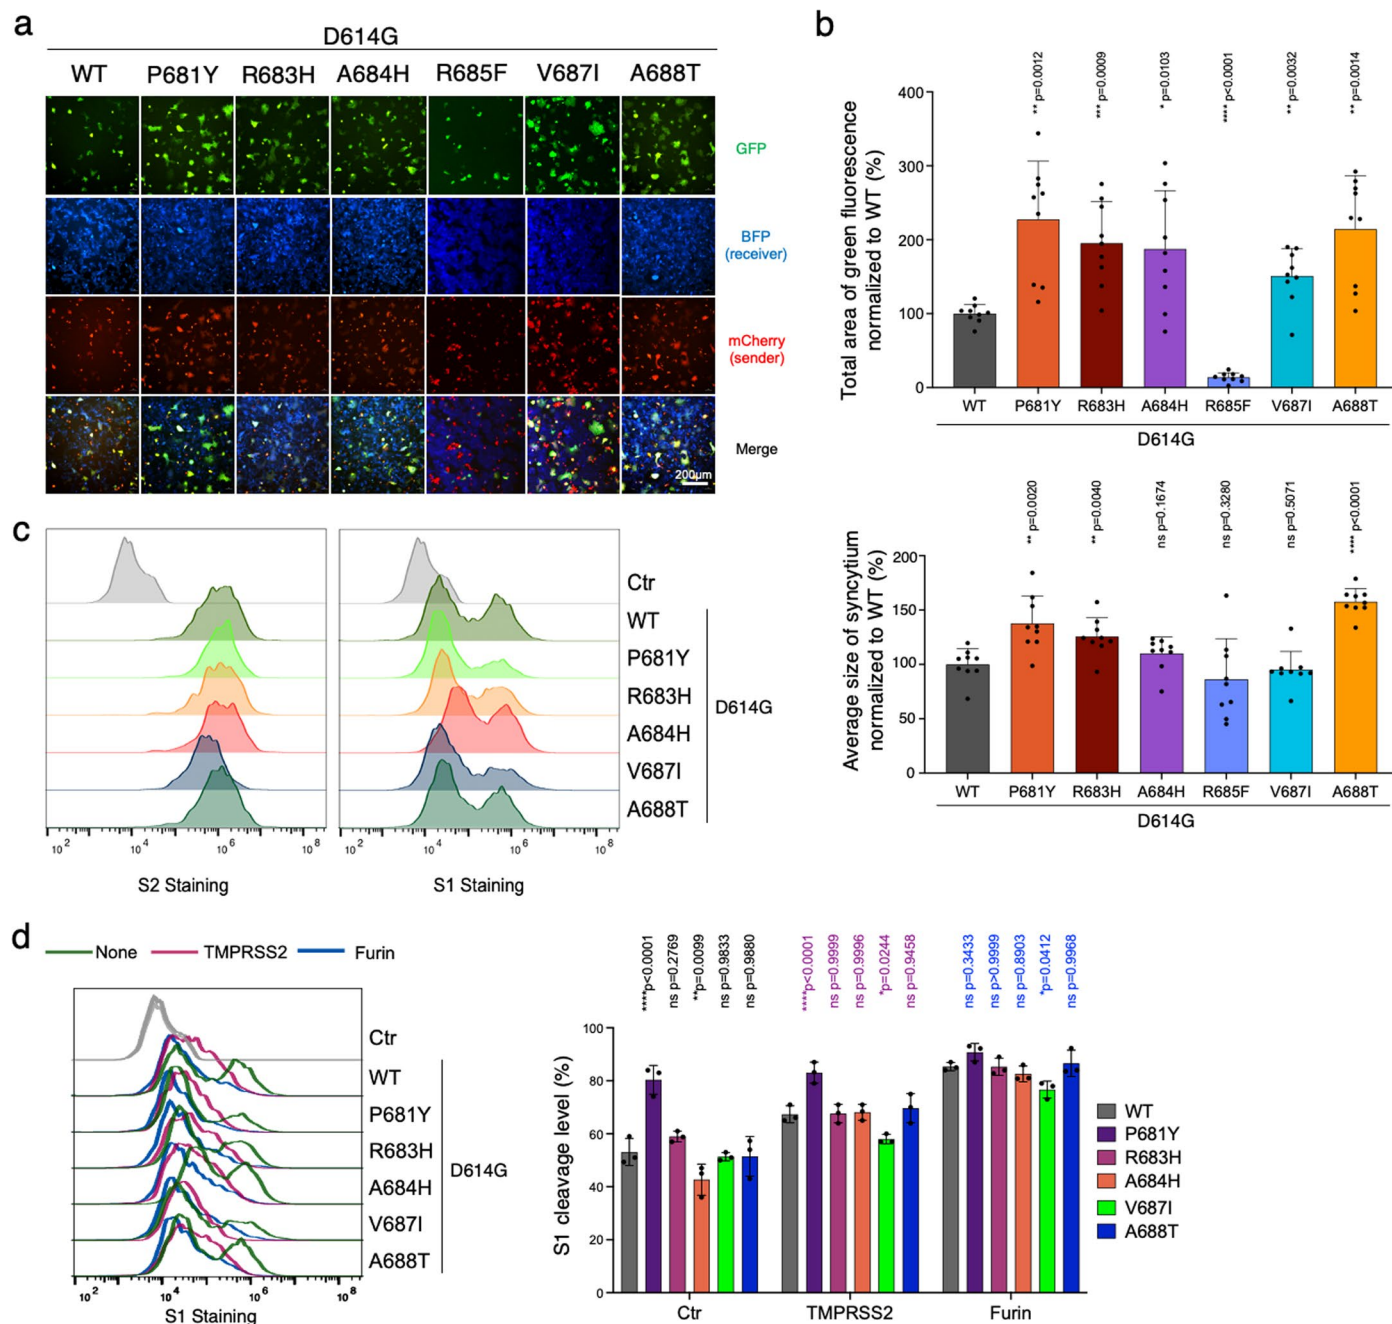 a
D614G
WT P681Y R683H A684H R685F V687I A688T
GFP
BFP
(receiver)
mCherry
(sender)
Merge
200μm
b
** p=0.0012
*** p=0.0009
* p=0.0103
**** p<0.0001
** p=0.0032
** p=0.0014
Total area of green fluorescence
normalized to WT (%)
400
300
200
100
0
WT P681Y R683H A684H R685F V687I A688T
D614G
** p=0.0020
** p=0.0040
ns p=0.1674
ns p=0.3280
ns p=0.5071
**** p<0.0001
Average size of syncytium
normalized to WT (%)
200
150
100
50
0
WT P681Y R683H A684H R685F V687I A688T
D614G
c
Ctr
WT
P681Y
R683H
A684H
V687I
A688T
D614G
10² 10⁴ 10⁶ 10⁸
10² 10⁴ 10⁶ 10⁸
S2 Staining
S1 Staining
d
None TMPRSS2 Furin
Ctr
WT
P681Y
R683H
A684H
V687I
A688T
D614G
10² 10⁴ 10⁶ 10⁸
S1 Staining
****p<0.0001
ns p=0.2769
**p=0.0099
ns p=0.9833
ns p=0.9880
****p<0.0001
ns p=0.9999
ns p=0.9996
*p=0.0244
ns p=0.9458
ns p=0.3433
ns p>0.9999
ns p=0.8903
*p=0.0412
ns p=0.9968
S1 cleavage level (%)
100
80
60
40
20
0
Ctr TMPRSS2 Furin
WT
P681Y
R683H
A684H
V687I
A688T